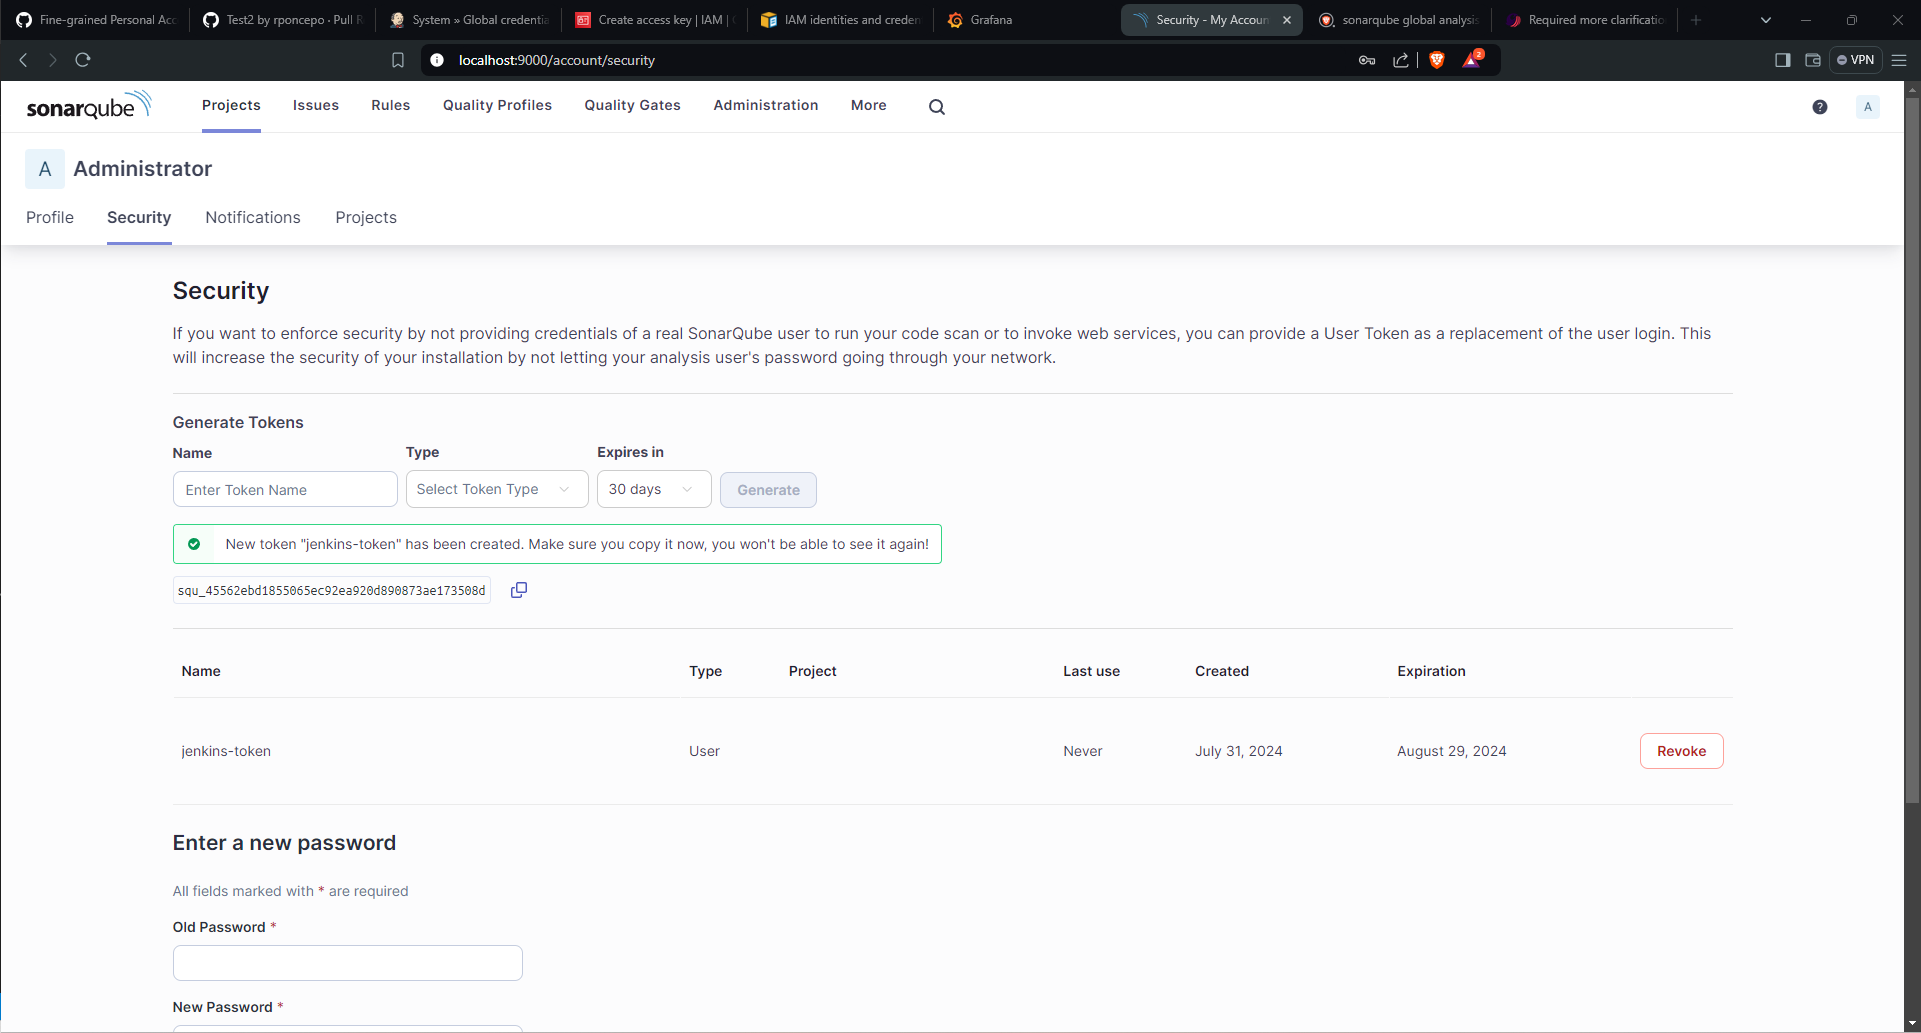 Fine-grained Personal Acc
Test2 by rponcepo · Pull R
System » Global credentia
Create access key | IAM |
IAM identities and creden
Grafana
Security - My Accoun
sonarqube global analysis
Required more clarificatio
localhost:9000/account/security
2
VPN
sonarqube
Projects
Issues
Rules
Quality Profiles
Quality Gates
Administration
More
?
A
A
Administrator
Profile
Security
Notifications
Projects
Security
If you want to enforce security by not providing credentials of a real SonarQube user to run your code scan or to invoke web services, you can provide a User Token as a replacement of the user login. This
will increase the security of your installation by not letting your analysis user's password going through your network.
Generate Tokens
Name
Type
Expires in
Enter Token Name
Select Token Type
30 days
Generate
New token "jenkins-token" has been created. Make sure you copy it now, you won't be able to see it again!
squ_45562ebd1855065ec92ea920d890873ae173508d
Name
Type
Project
Last use
Created
Expiration
jenkins-token
User
Never
July 31, 2024
August 29, 2024
Revoke
Enter a new password
All fields marked with * are required
Old Password *
New Password *